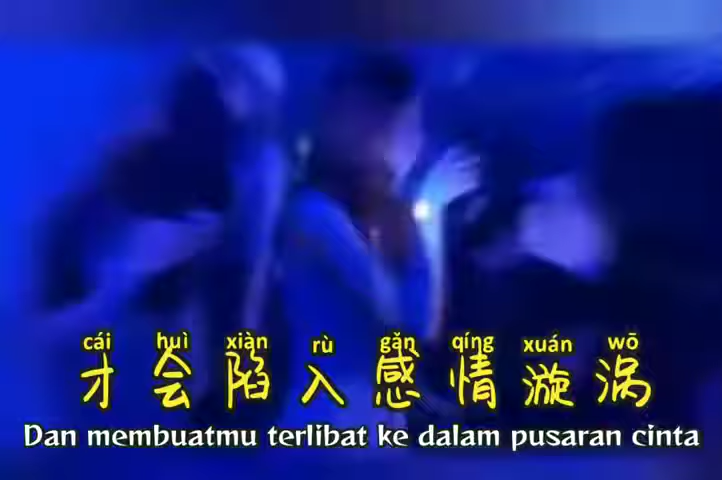 cái huì xiàn rù gǎn qíng xuán wō
才会陷入感情漩涡
Dan membuatmu terlibat ke dalam pusaran cinta